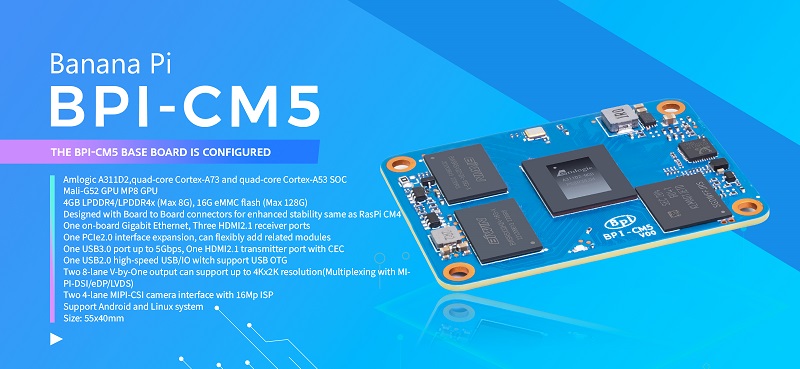 Banana Pi
BPI-CM5
THE BPI-CM5 BASE BOARD IS CONFIGURED
Amlogic A311D2,quad-core Cortex-A73 and quad-core Cortex-A53 SOC
Mali-G52 GPU MP8 GPU
4GB LPDDR4/LPDDR4x (Max 8G), 16G eMMC flash (Max 128G)
Designed with Board to Board connectors for enhanced stability same as RasPi CM4
One on-board Gigabit Ethernet, Three HDMI2.1 receiver ports
One PCIe2.0 interface expansion, can flexibly add related modules
One USB3.0 port up to 5Gbps, One HDMI2.1 transmitter port with CEC
One USB2.0 high-speed USB/IO witch support USB OTG
Two 8-lane V-by-One output can support up to 4Kx2K resolution(Multiplexing with MI-
PI-DSI/eDP/LVDS)
Two 4-lane MIPI-CSI camera interface with 16Mp ISP
Support Android and Linux system
Size: 55x40mm
Amlogic
BPI
BPI-CM5
V00